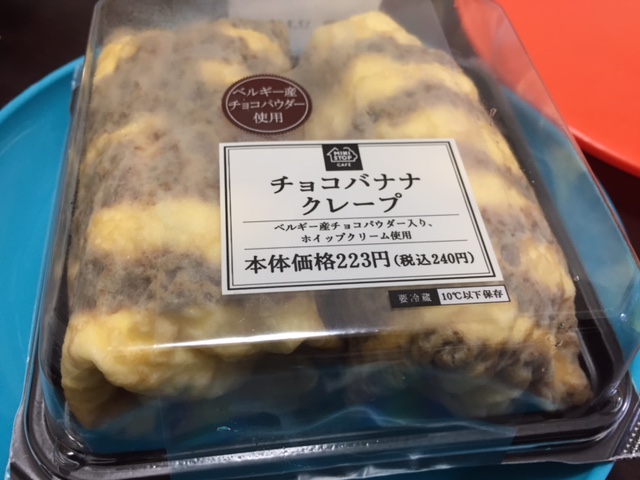 ベルギー産
チョコパウダー
使用
MINI
STOP
CAFE
チョコバナナ
クレープ
ベルギー産チョコパウダー入り、
ホイップクリーム使用
本体価格223円(税込240円)
要冷蔵 10℃以下保存